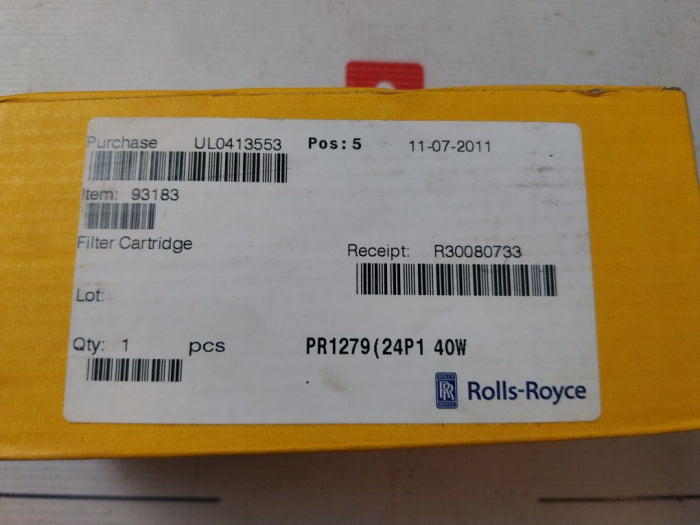 Purchase UL0413553 Pos: 5 11-07-2011
Item: 93183
Filter Cartridge
Receipt: R30080733
Lot:
Qty: 1 pcs PR1279(24P1 40W
Rolls-Royce